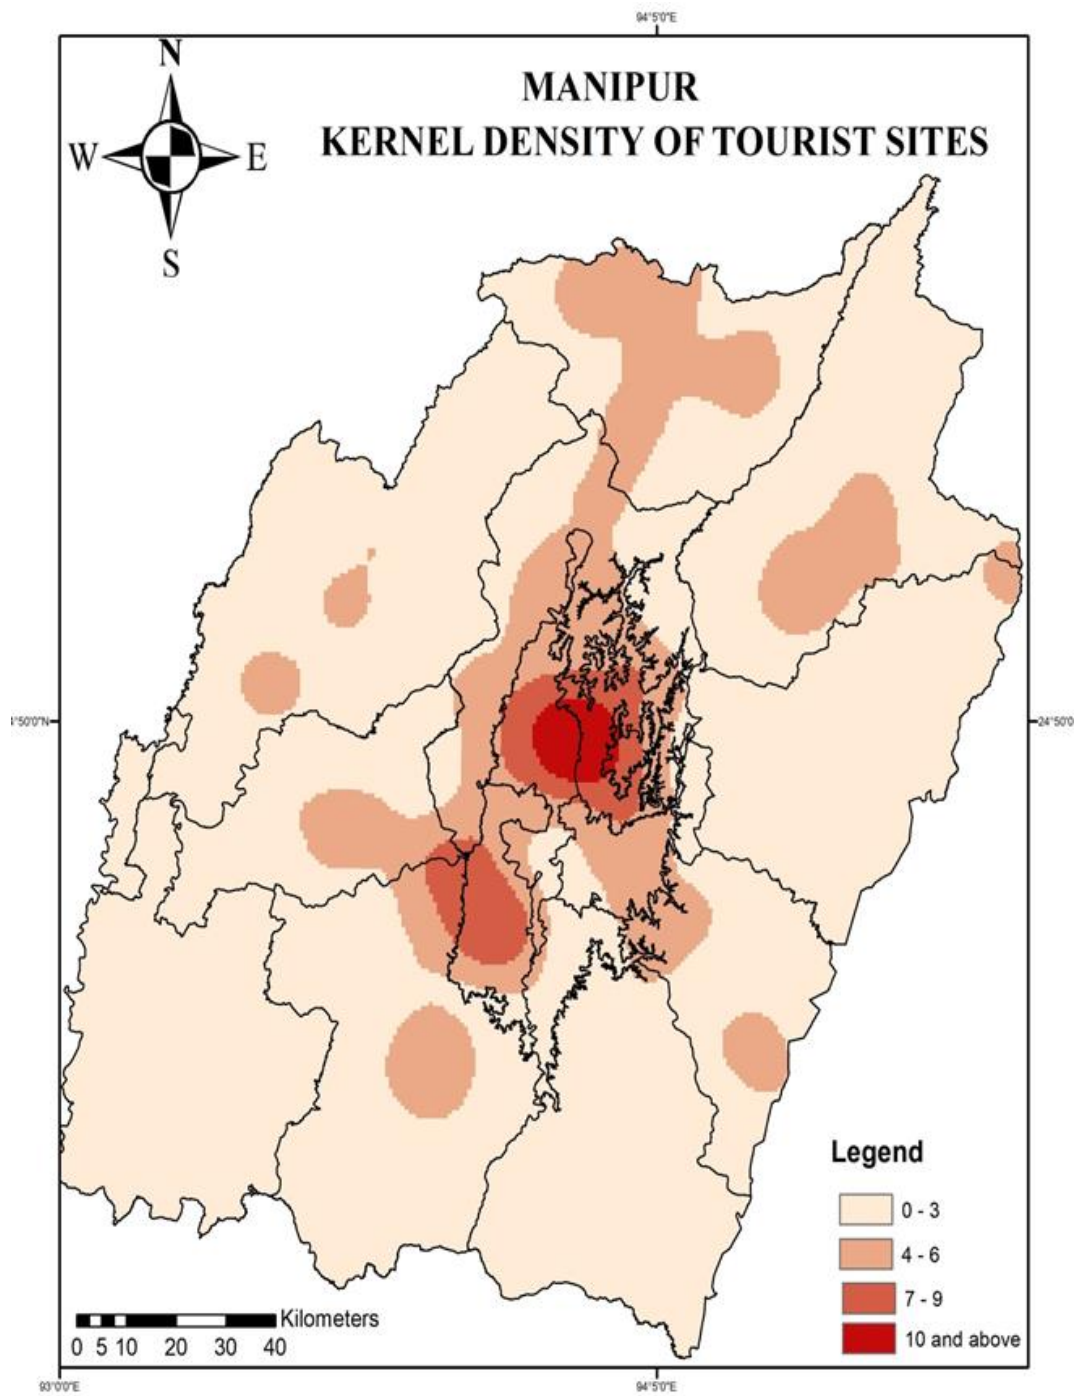 94°5'0"E
N
W E
S
MANIPUR
KERNEL DENSITY OF TOURIST SITES
24°50'0
Legend
0 - 3
4 - 6
7 - 9
10 and above
Kilometers
0 5 10 20 30 40
93°0'0"E
94°5'0"E